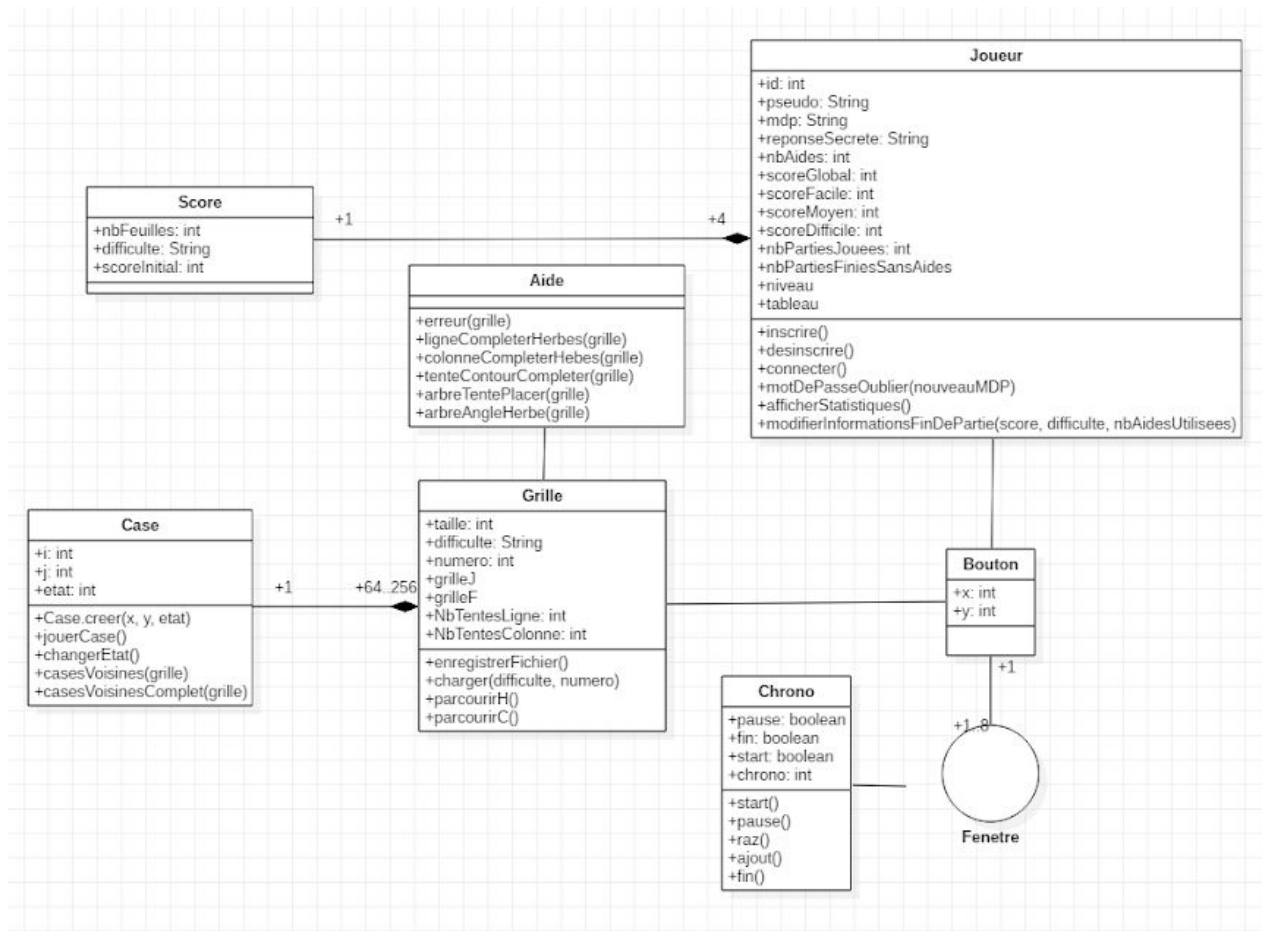 Joueur
+id: int
+pseudo: String
+mdp: String
+reponseSecrete: String
+nbAides: int
+scoreGlobal: int
+scoreFacile: int
+scoreMoyen: int
+scoreDifficile: int
+nbPartiesJouees: int
+nbPartiesFiniesSansAides
+niveau
+tableau
+inscrire()
+desinscrire()
+connecter()
+motDePasseOublier(nouveauMDP)
+afficherStatistiques()
+modifierInformationsFinDePartie(score, difficulte, nbAidesUtilisees)
Score
+nbFeuilles: int
+difficulte: String
+scoreInitial: int
+1
+4
Aide
+erreur(grille)
+ligneCompleterHerbes(grille)
+colonneCompleterHebes(grille)
+tenteContourCompleter(grille)
+arbreTentePlacer(grille)
+arbreAngleHerbe(grille)
Grille
+taille: int
+difficulte: String
+numero: int
+grilleJ
+grilleF
+NbTentesLigne: int
+NbTentesColonne: int
+enregistrerFichier()
+charger(difficulte, numero)
+parcourirH()
+parcourirC()
Case
+i: int
+j: int
+etat: int
+Case.creer(x, y, etat)
+jouerCase()
+changerEtat()
+casesVoisines(grille)
+casesVoisinesComplet(grille)
+1
+64..256
Bouton
+x: int
+y: int
+1
+1..8
Chrono
+pause: boolean
+fin: boolean
+start: boolean
+chrono: int
+start()
+pause()
+raz()
+ajout()
+fin()
Fenetre